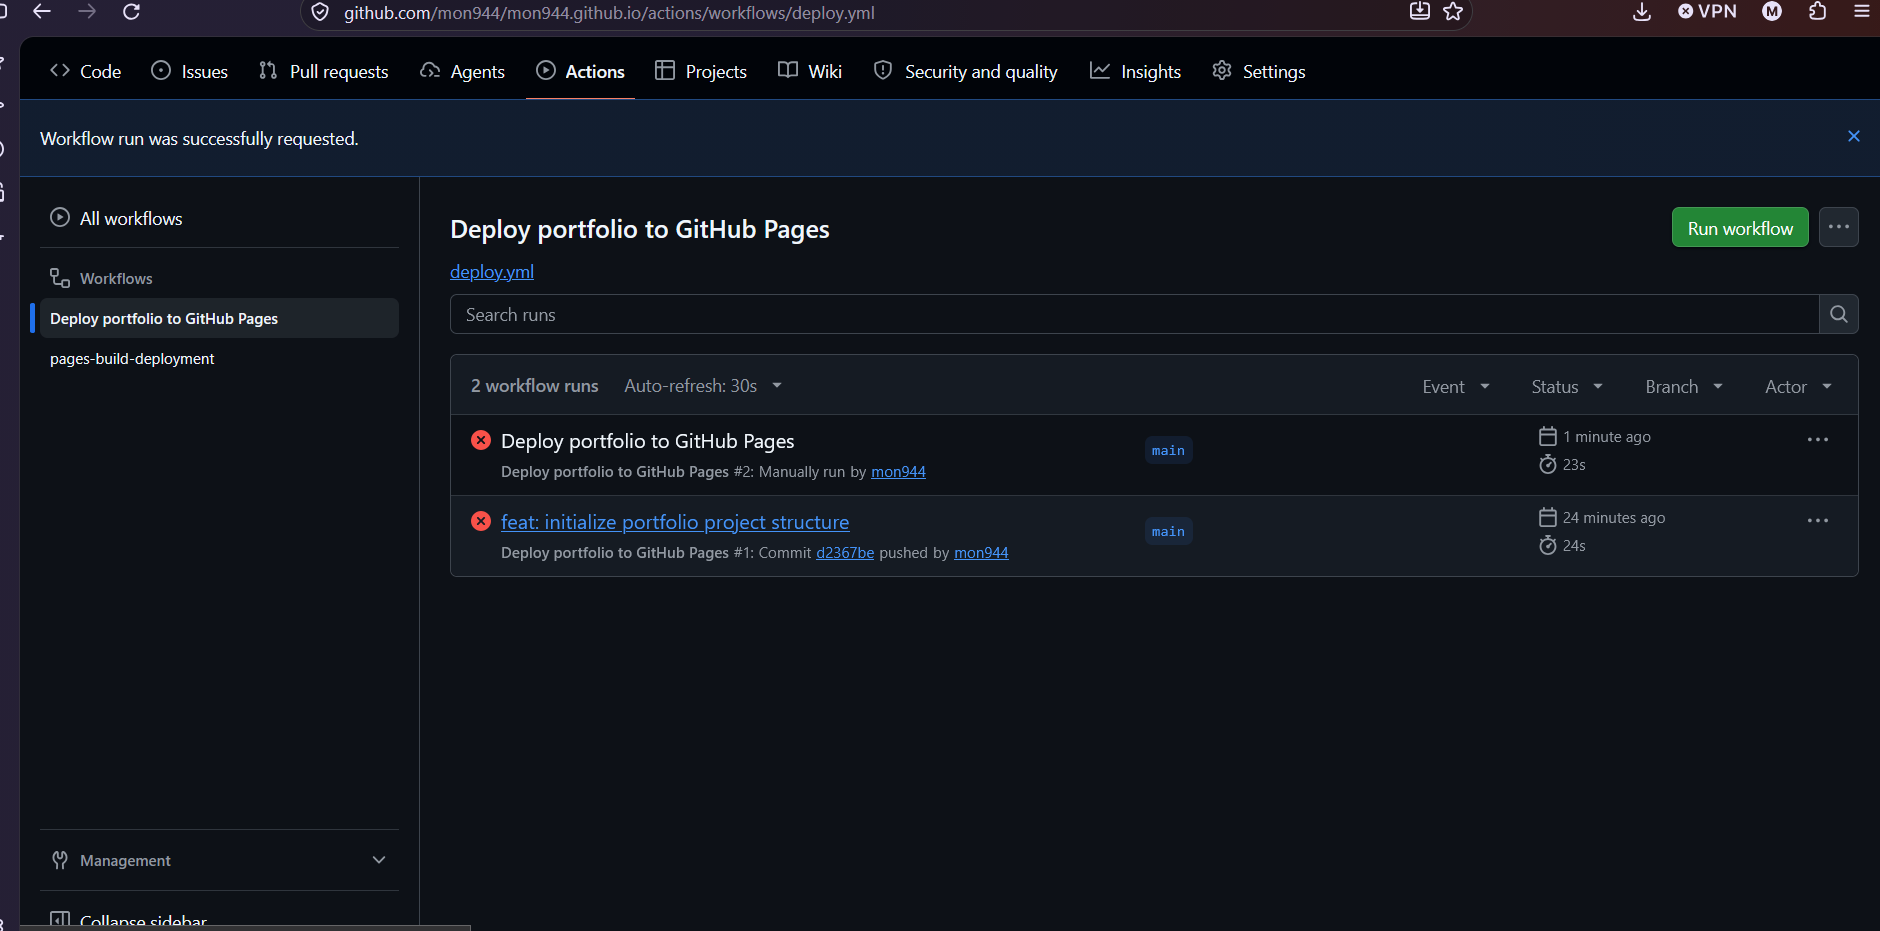 github.com/mon944/mon944.github.io/actions/workflows/deploy.yml
VPN
M
Code
Issues
Pull requests
Agents
Actions
Projects
Wiki
Security and quality
Insights
Settings
Workflow run was successfully requested.
All workflows
Workflows
Deploy portfolio to GitHub Pages
pages-build-deployment
Management
Collapse sidebar
Deploy portfolio to GitHub Pages
Run workflow
deploy.yml
Search runs
2 workflow runs
Auto-refresh: 30s
Event
Status
Branch
Actor
Deploy portfolio to GitHub Pages
Deploy portfolio to GitHub Pages #2: Manually run by mon944
main
1 minute ago
23s
feat: initialize portfolio project structure
Deploy portfolio to GitHub Pages #1: Commit d2367be pushed by mon944
main
24 minutes ago
24s